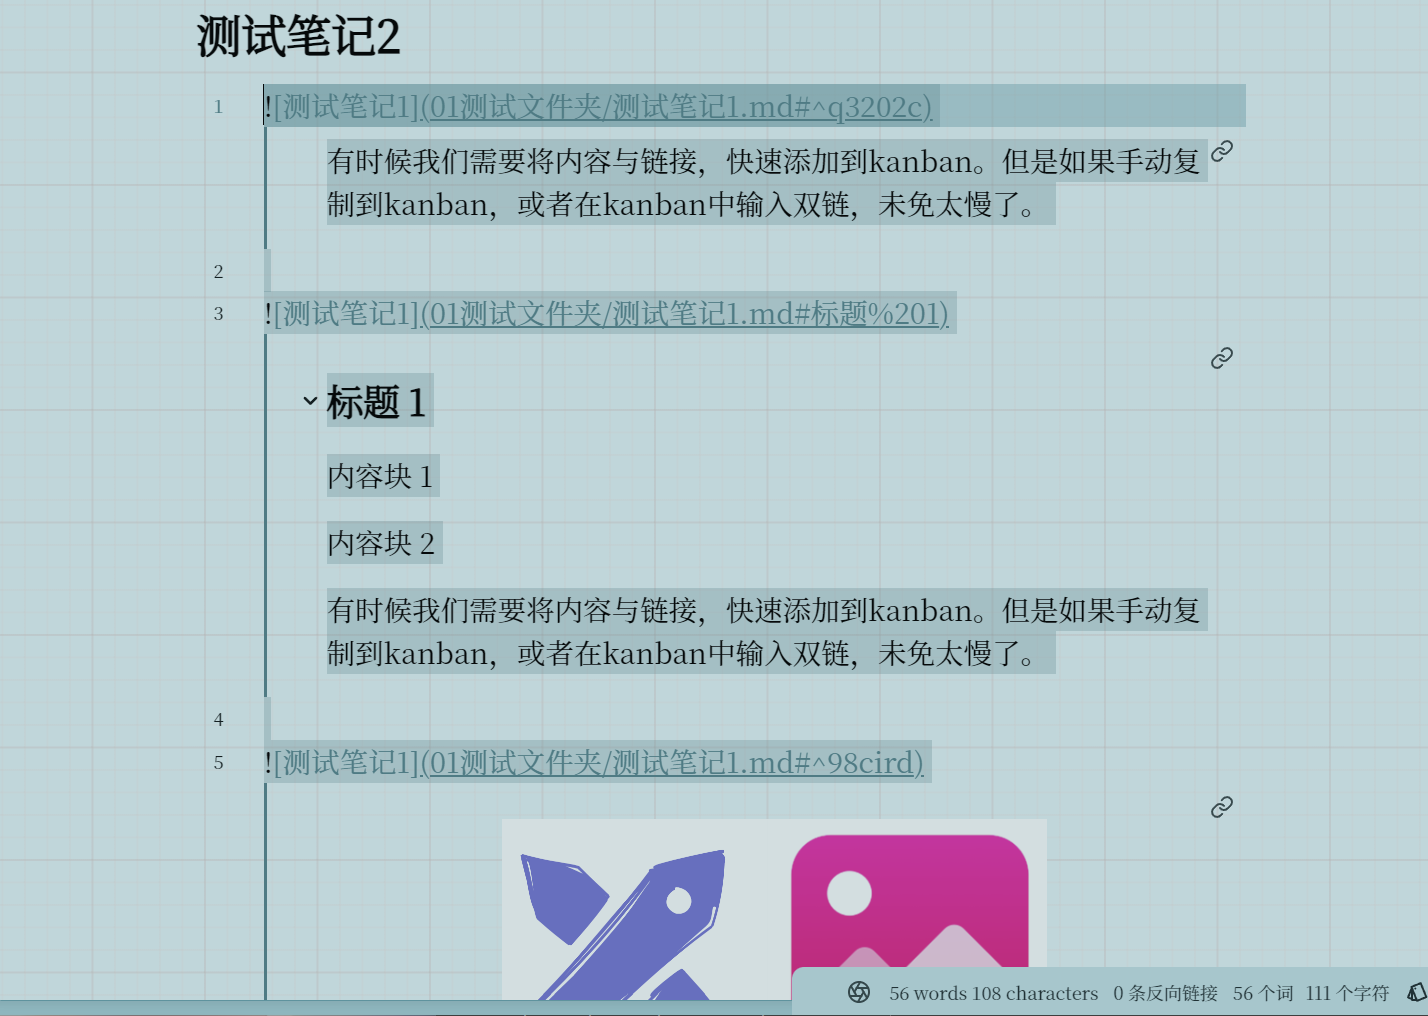 测试笔记2
1
![测试笔记1](01测试文件夹/测试笔记1.md#^q3202c)
有时候我们需要将内容与链接，快速添加到kanban。但是如果手动复
制到kanban，或者在kanban中输入双链，未免太慢了。
2
3
![测试笔记1](01测试文件夹/测试笔记1.md#标题%201)
标题 1
内容块 1
内容块 2
有时候我们需要将内容与链接，快速添加到kanban。但是如果手动复
制到kanban，或者在kanban中输入双链，未免太慢了。
4
5
![测试笔记1](01测试文件夹/测试笔记1.md#^98cird)
56 words 108 characters 0 条反向链接 56 个词 111 个字符